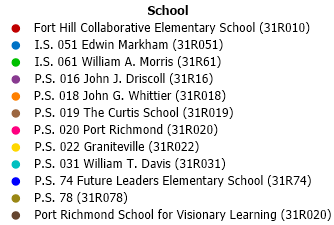 School
Fort Hill Collaborative Elementary School (31R010)
I.S. 051 Edwin Markham (31R051)
I.S. 061 William A. Morris (31R61)
P.S. 016 John J. Driscoll (31R16)
P.S. 018 John G. Whittier (31R018)
P.S. 019 The Curtis School (31R019)
P.S. 020 Port Richmond (31R020)
P.S. 022 Graniteville (31R022)
P.S. 031 William T. Davis (31R031)
P.S. 74 Future Leaders Elementary School (31R74)
P.S. 78 (31R078)
Port Richmond School for Visionary Learning (31R020)